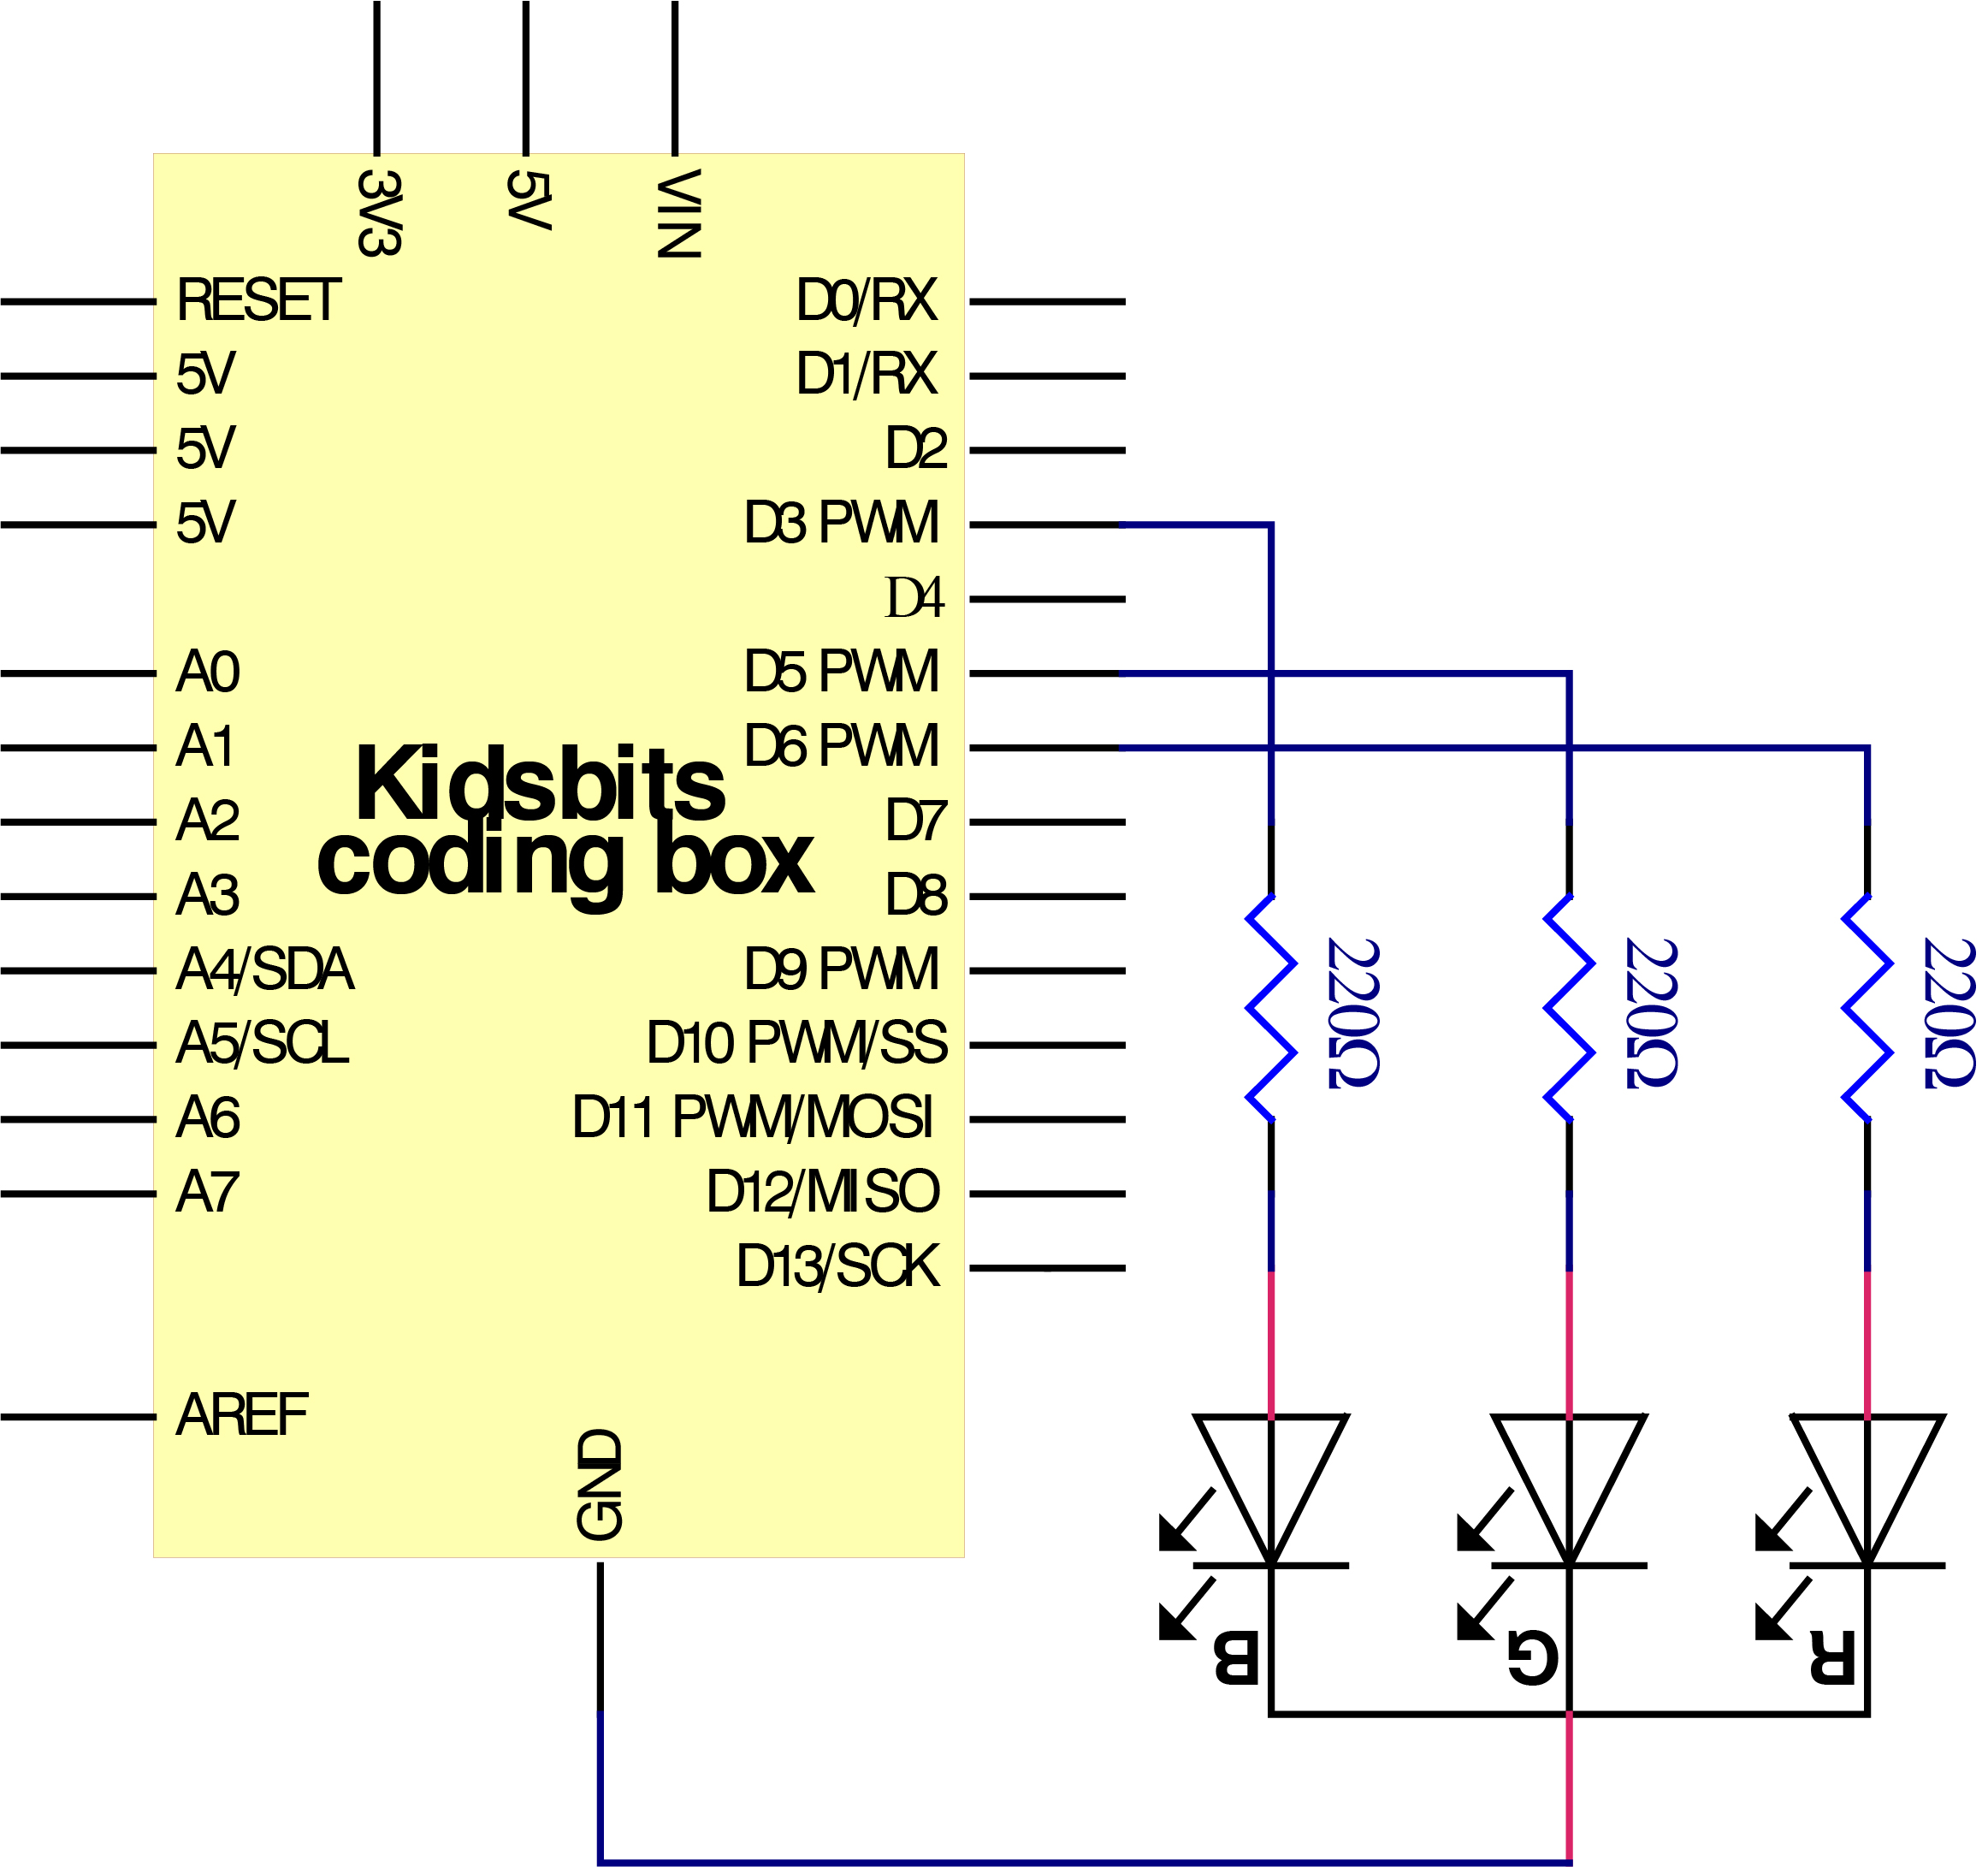 3V3
5V
VIN
RESET
5V
5V
5V
A0
A1
A2
A3
A4/SDA
A5/SCL
A6
A7
AREF
Kidsbits
coding box
D0/RX
D1/RX
D2
D3 PWM
D4
D5 PWM
D6 PWM
D7
D8
D9 PWM
D10 PWM/SS
D11 PWM/MOSI
D12/MISO
D13/SCK
GND
220Ω
220Ω
220Ω
B
G
R